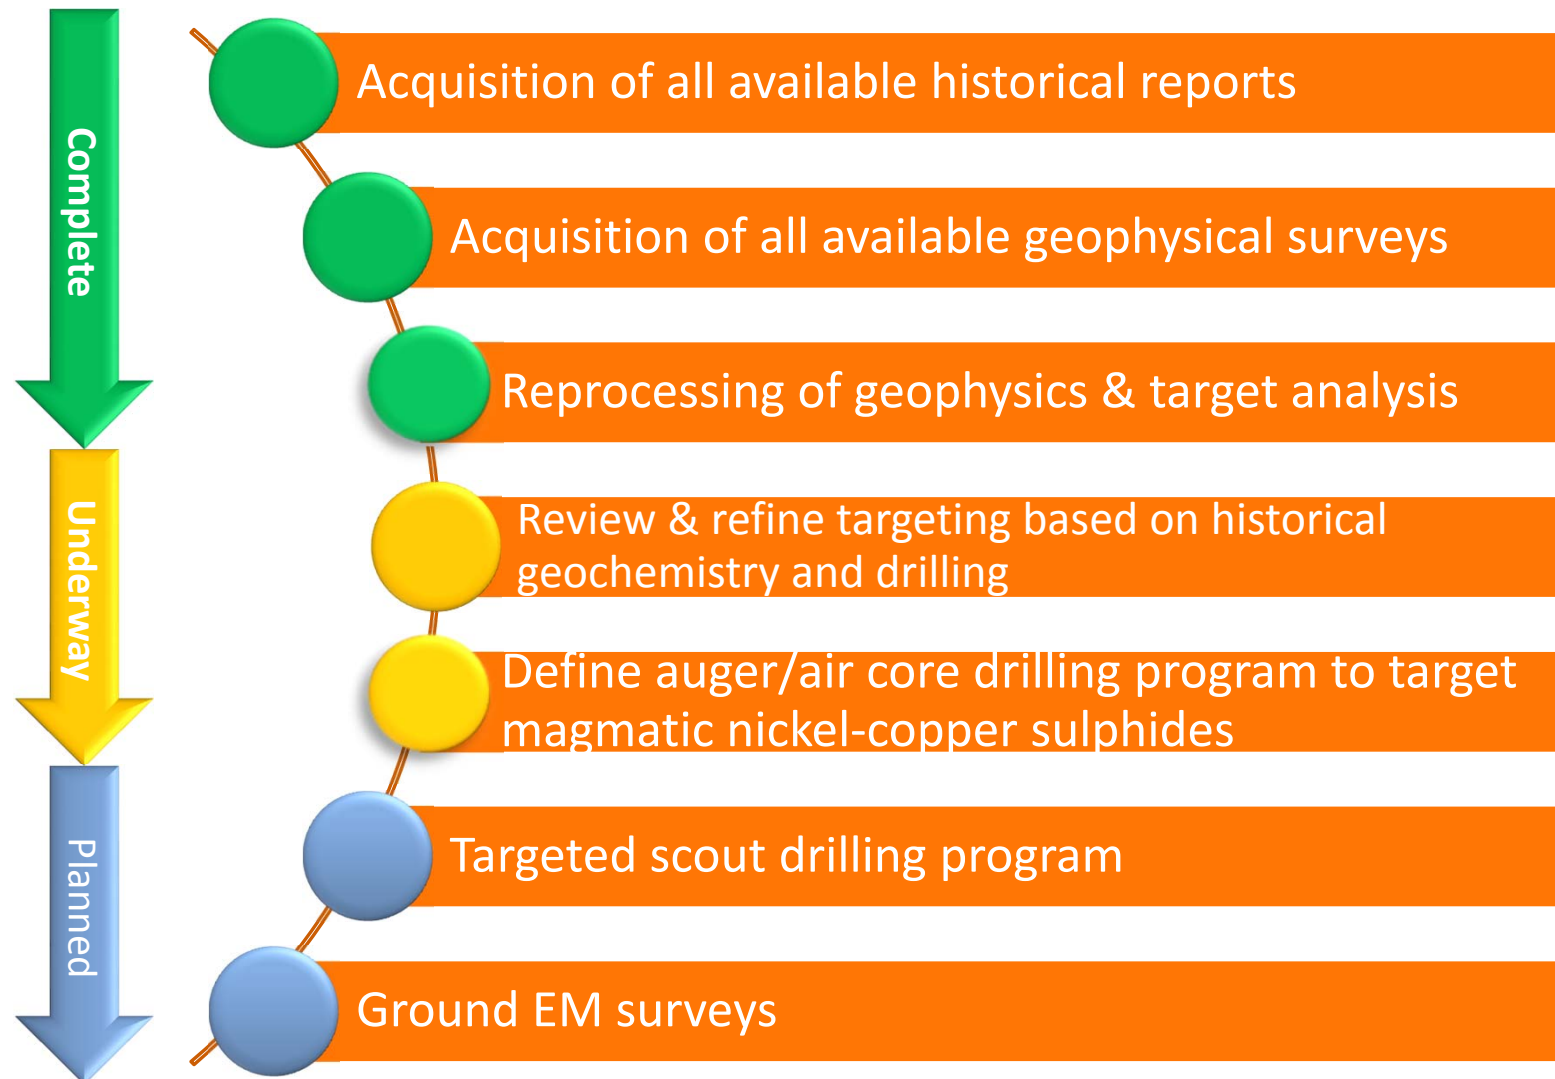 Complete
Acquisition of all available historical reports
Acquisition of all available geophysical surveys
Reprocessing of geophysics & target analysis
Underway
Review & refine targeting based on historical
geochemistry and drilling
Define auger/air core drilling program to target
magmatic nickel-copper sulphides
Planned
Targeted scout drilling program
Ground EM surveys